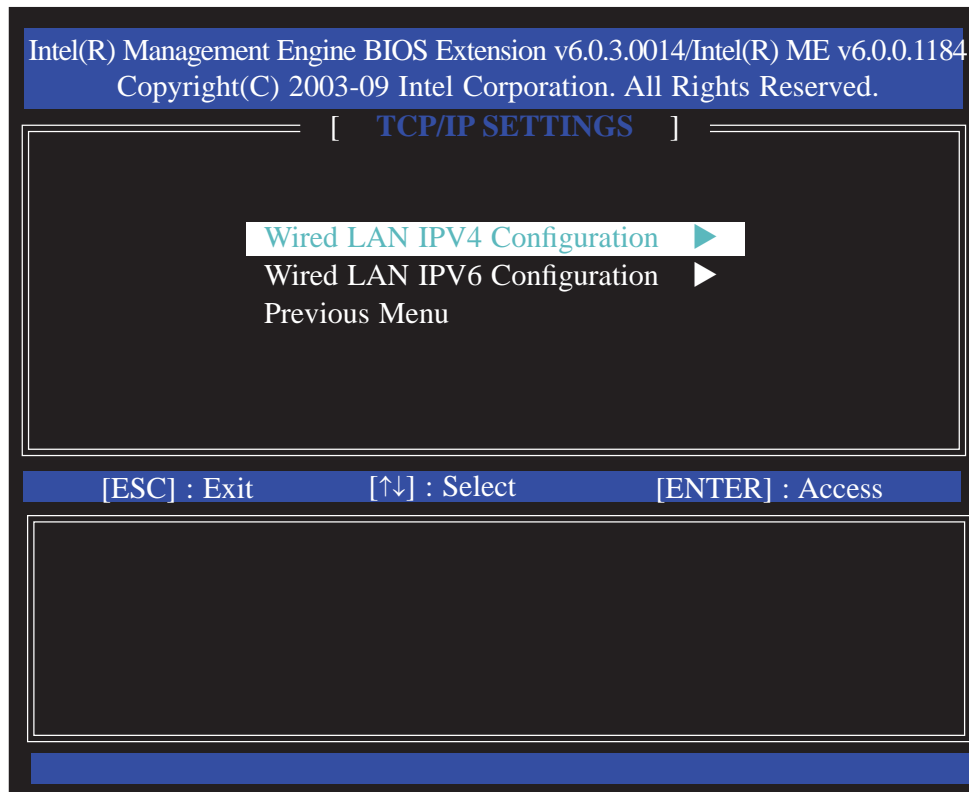 Intel(R) Management Engine BIOS Extension v6.0.3.0014/Intel(R) ME v6.0.0.1184
Copyright(C) 2003-09 Intel Corporation. All Rights Reserved.
[ TCP/IP SETTINGS ]
Wired LAN IPV4 Configuration ▶
Wired LAN IPV6 Configuration ▶
Previous Menu
[ESC] : Exit [↑↓] : Select [ENTER] : Access